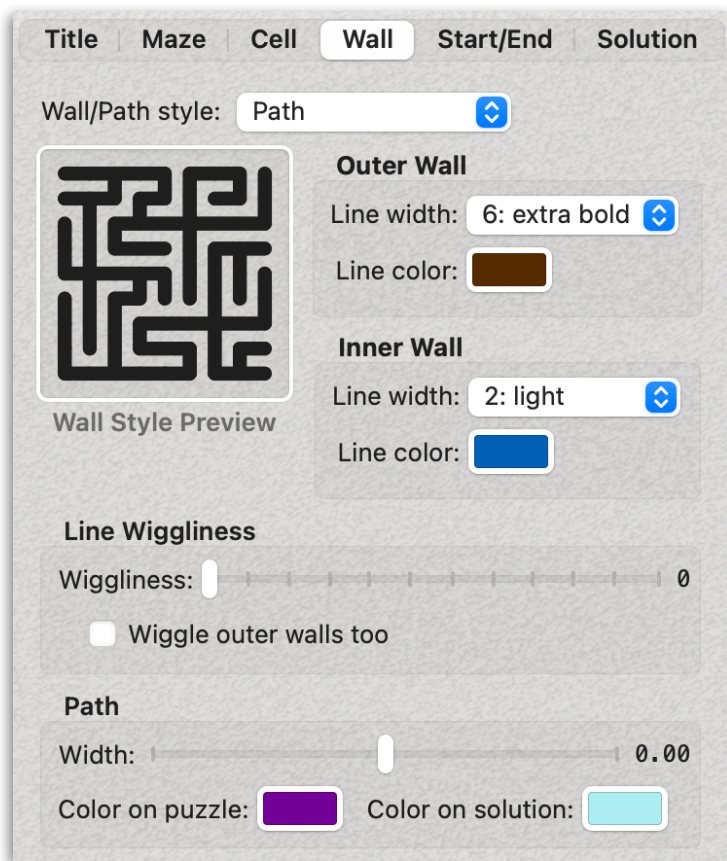 Title Maze Cell Wall Start/End Solution
Wall/Path style: Path
Outer Wall
Line width: 6: extra bold
Line color:
Inner Wall
Line width: 2: light
Line color:
Wall Style Preview
Line Wiggliness
Wiggliness: 0
Wiggle outer walls too
Path
Width: 0.00
Color on puzzle: Color on solution: